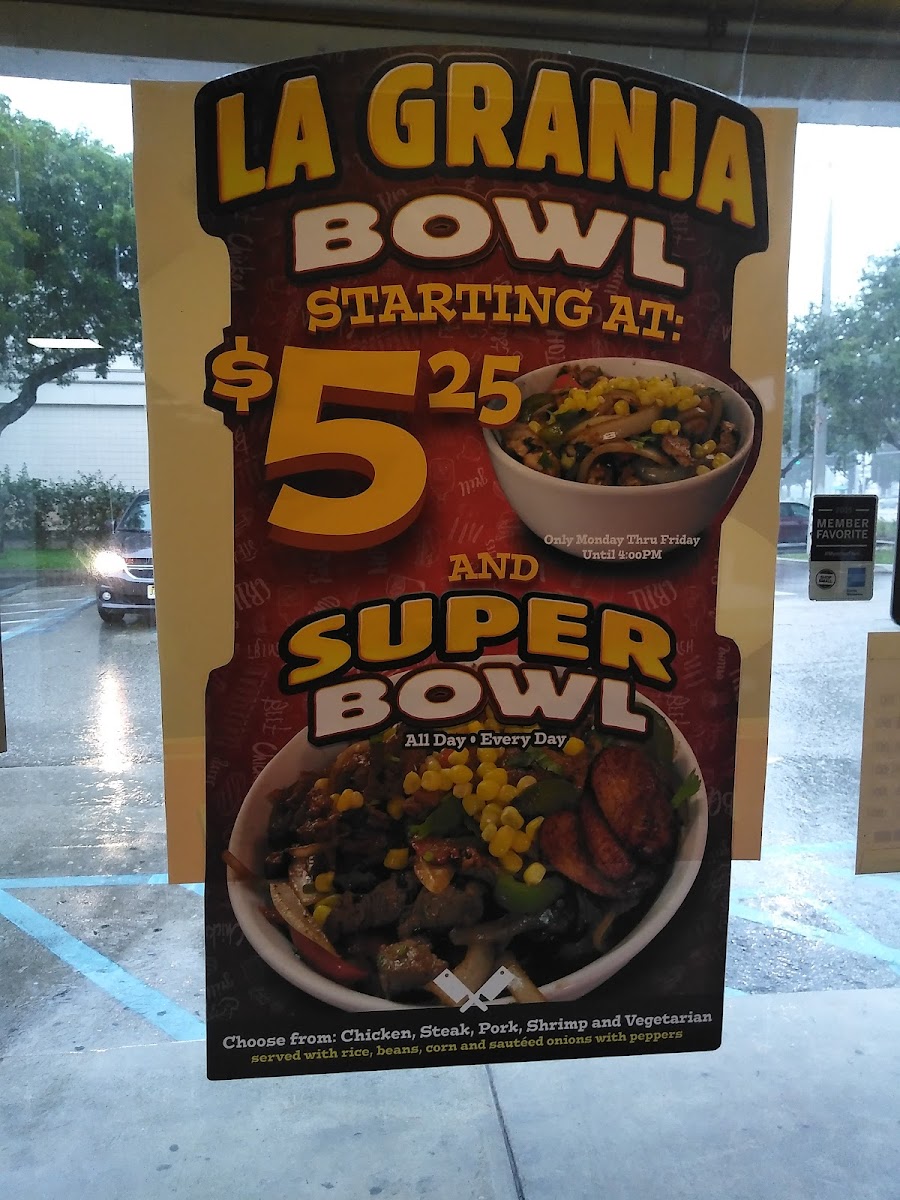 LA GRANJA
BOWL
STARTING AT:
$5 25
Only Monday Thru Friday
Until 4:00PM
AND
SUPER
BOWL
All Day • Every Day
Choose from: Chicken, Steak, Pork, Shrimp and Vegetarian
served with rice, beans, corn and sautéed onions with peppers
MEMBER
FAVORITE